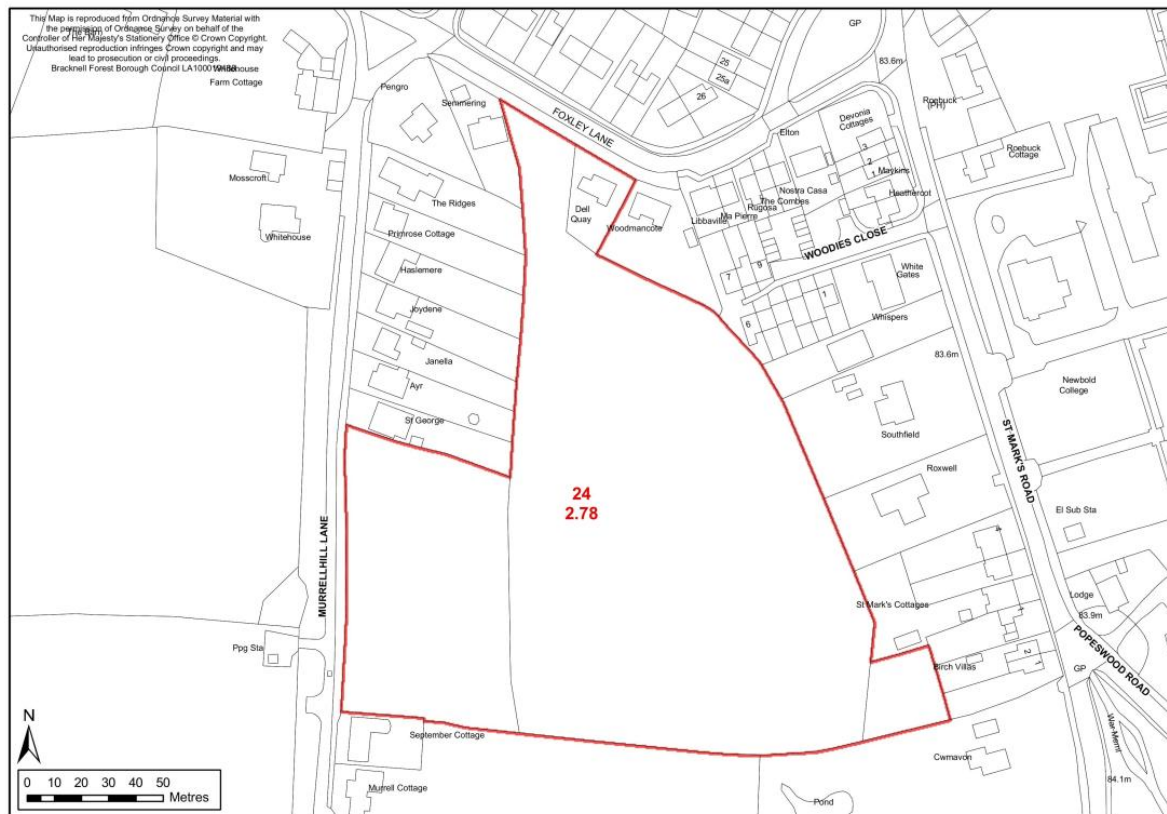 This Map is reproduced from Ordnance Survey Material with
the permission of Ordnance Survey on behalf of the
Controller of Her Majesty's Stationery Office © Crown Copyright.
Unauthorised reproduction infringes Crown copyright and may
lead to prosecution or civil proceedings.
Bracknell Forest Borough Council
Farm Cottage
Pengro
Semmering
FOXLEY LANE
25
25a
26
GP
83.6m
Roebuck
(PH)
Roebuck
Cottage
Elton
Devonia
Cottages
3
2
1
Maykins
Heathercot
Nostra Casa
The Combes
Rugosa
Ma Pierre
Libbaville
WOODIES CLOSE
Mosscroft
Whitehouse
The Ridges
Primrose Cottage
Haslemere
Joydene
Janella
Ayr
St George
Dell
Quay
Woodmancote
7
9
6
1
White
Gates
Whispers
83.6m
Newbold
College
Southfield
ST MARK'S ROAD
Roxwell
24
2.78
El Sub Sta
4
MURRELLHILL LANE
St Mark's Cottages
1
Lodge
83.9m
POPESWOOD ROAD
Ppg Sta
Birch Villas
2
1
GP
War Memt
84.1m
September Cottage
Cwmavon
Murrell Cottage
Pond
N
0 10 20 30 40 50
Metres